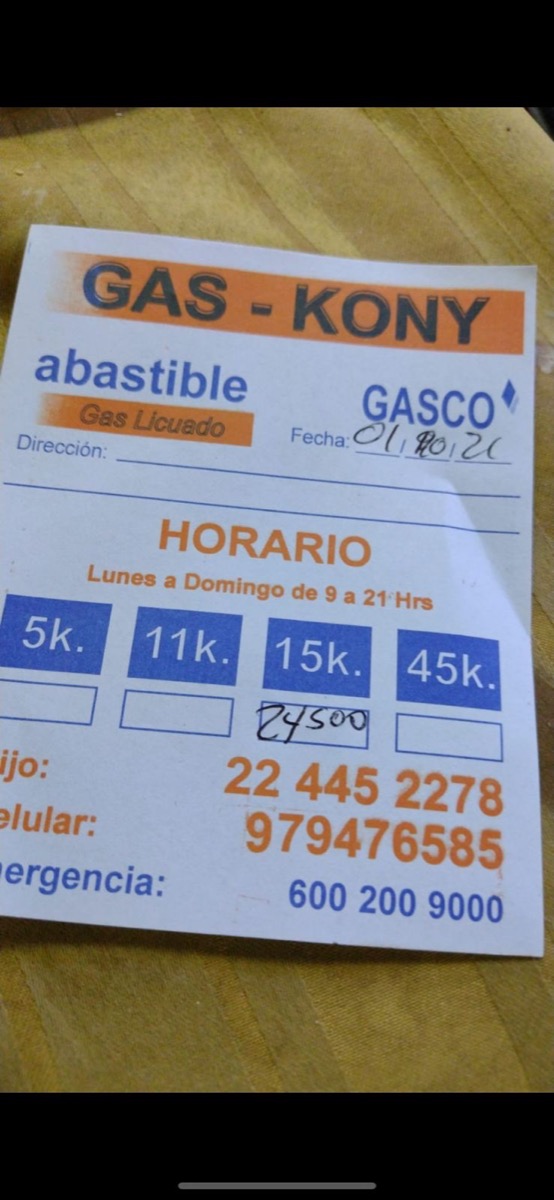 GAS - KONY
abastible
Gas Licuado
GASCO
Fecha: 01, 10, 21
Dirección:
HORARIO
Lunes a Domingo de 9 a 21 Hrs
5k. 11k. 15k. 45k.
24500
ijo: 22 445 2278
elular: 979476585
ergencia: 600 200 9000